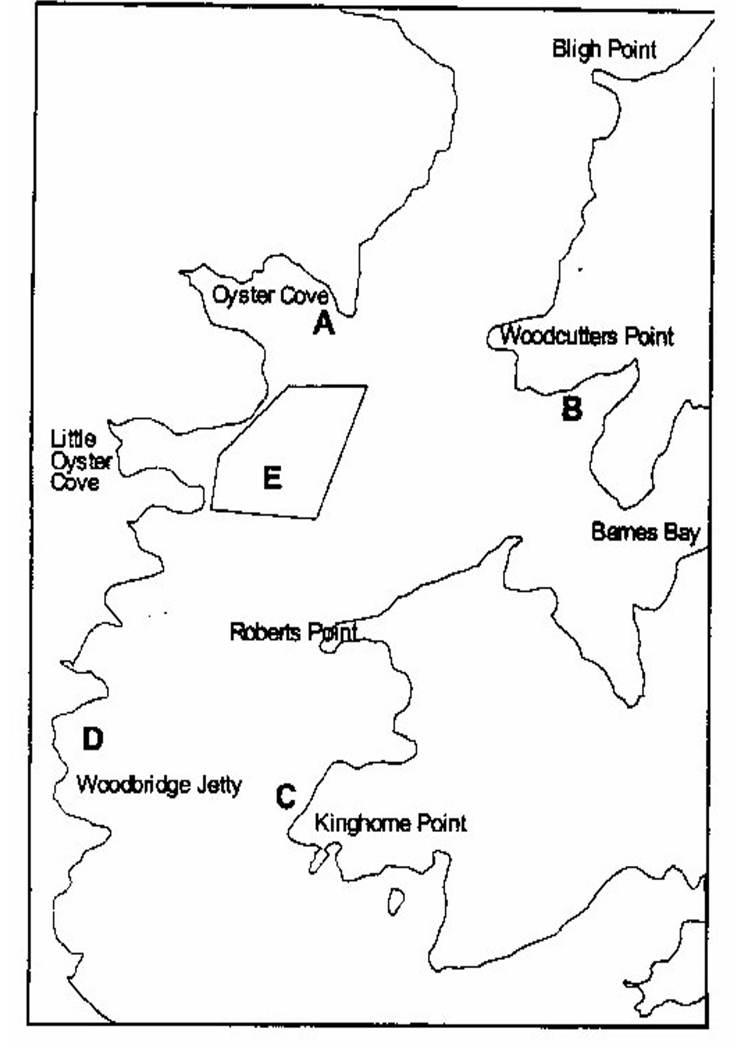 Bligh Point
Oyster Cove
A
Woodcutters Point
B
Little
Oyster
Cove
E
Barnes Bay
Roberts Point
D
Woodbridge Jetty
C
Kinghorne Point